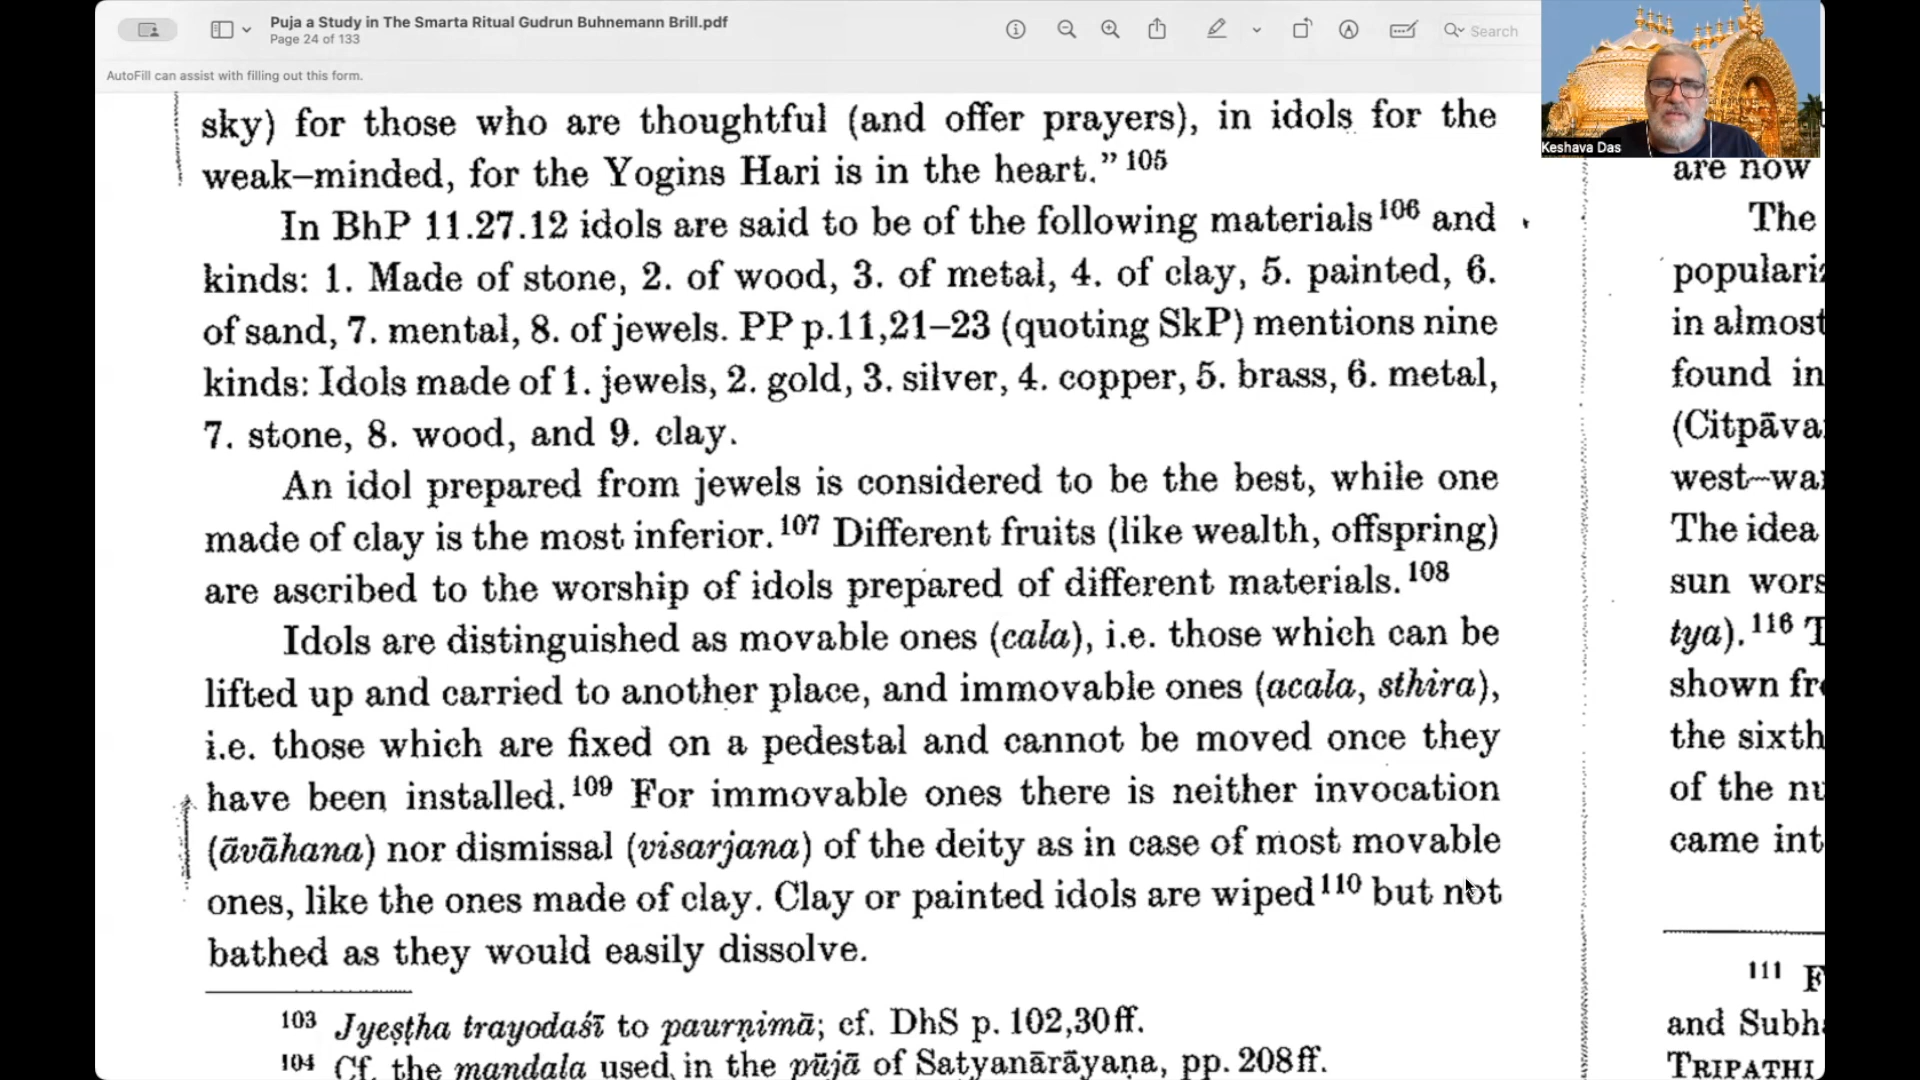 Puja a Study in The Smarta Ritual Gudrun Buhnemann Brill.pdf
Page 24 of 133
Search
AutoFill can assist with filling out this form.
Keshava Das
sky) for those who are thoughtful (and offer prayers), in idols for the
weak–minded, for the Yogins Hari is in the heart.” 105
In BhP 11.27.12 idols are said to be of the following materials 106 and
kinds: 1. Made of stone, 2. of wood, 3. of metal, 4. of clay, 5. painted, 6.
of sand, 7. mental, 8. of jewels. PP p.11,21–23 (quoting SkP) mentions nine
kinds: Idols made of 1. jewels, 2. gold, 3. silver, 4. copper, 5. brass, 6. metal,
7. stone, 8. wood, and 9. clay.
An idol prepared from jewels is considered to be the best, while one
made of clay is the most inferior. 107 Different fruits (like wealth, offspring)
are ascribed to the worship of idols prepared of different materials. 108
Idols are distinguished as movable ones (cala), i.e. those which can be
lifted up and carried to another place, and immovable ones (acala, sthira),
i.e. those which are fixed on a pedestal and cannot be moved once they
have been installed. 109 For immovable ones there is neither invocation
(āvāhana) nor dismissal (visarjana) of the deity as in case of most movable
ones, like the ones made of clay. Clay or painted idols are wiped 110 but not
bathed as they would easily dissolve.
103 Jyeṣṭha trayodaśī to paurṇimā; cf. DhS p. 102,30ff.
104 Cf. the mandala used in the pūjā of Satyanārāyaṇa, pp. 208ff.
are now
The
in almost
found in
(Citpāva
The idea
tya). 116
the sixth
of the
came
111
and
TRIPATHI